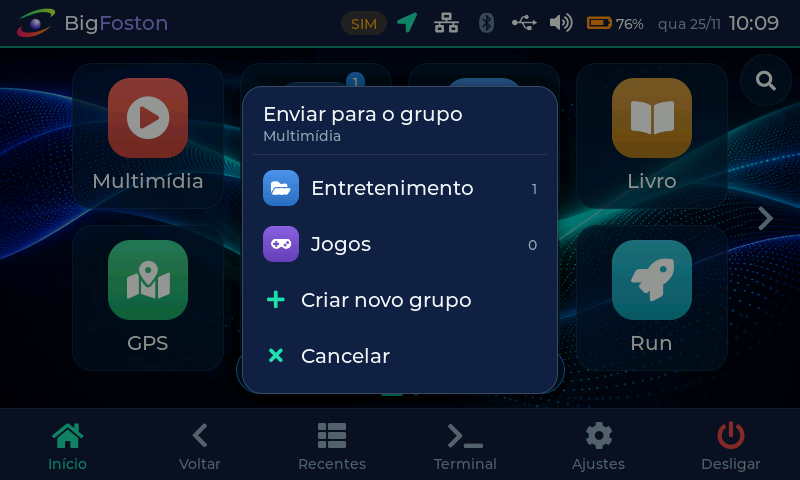 BigFoston
SIM
76%
qua 25/11
10:09
1
Multimídia
Livro
GPS
Run
Enviar para o grupo
Multimídia
Entretenimento
1
Jogos
0
Criar novo grupo
Cancelar
Início
Voltar
Recentes
Terminal
Ajustes
Desligar